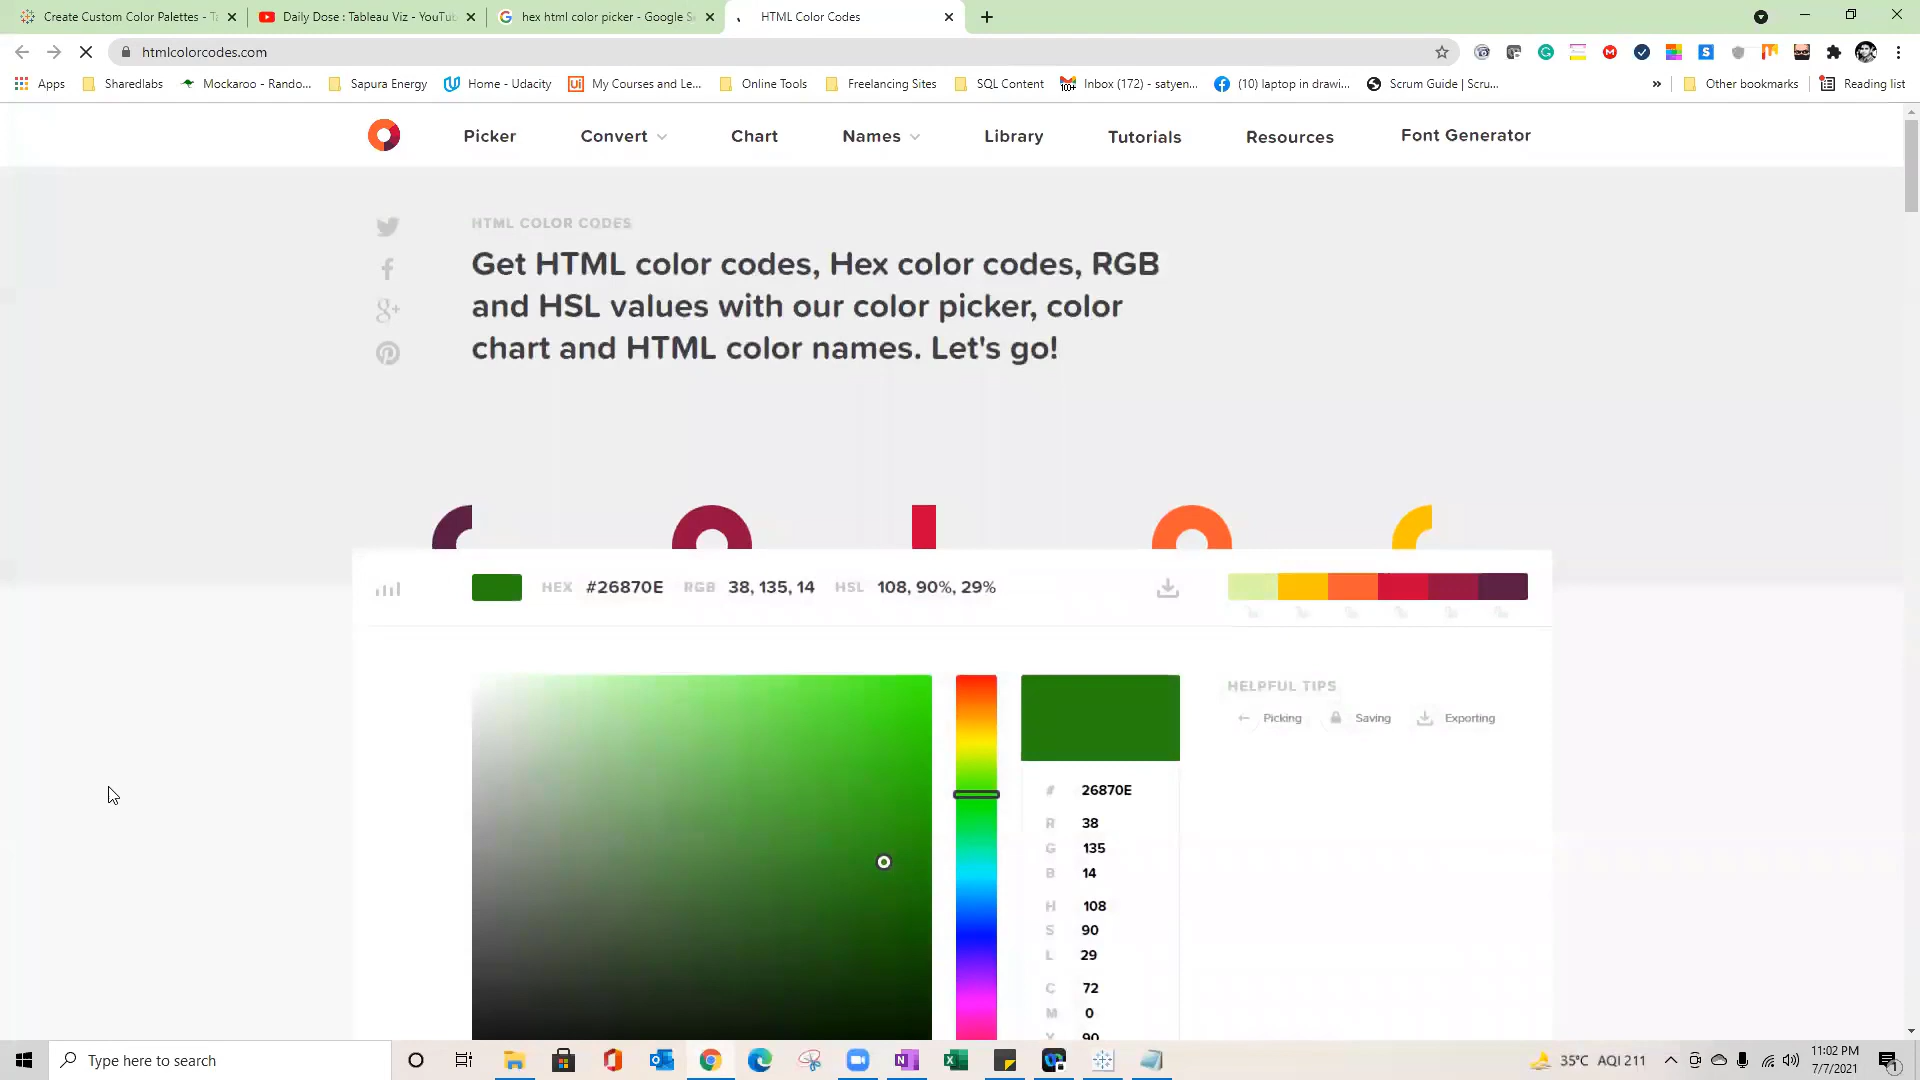 Create Custom Color Palettes - Ta
Daily Dose : Tableau Viz - YouTube
hex html color picker - Google Se
HTML Color Codes
htmlcolorcodes.com
Apps
Sharedlabs
Mockaroo - Rando...
Sapura Energy
Home - Udacity
My Courses and Le...
Online Tools
Freelancing Sites
SQL Content
Inbox (172) - satyen...
(10) laptop in drawi...
Scrum Guide | Scru...
»
Other bookmarks
Reading list
Picker
Convert
Chart
Names
Library
Tutorials
Resources
Font Generator
HTML COLOR CODES
Get HTML color codes, Hex color codes, RGB
and HSL values with our color picker, color
chart and HTML color names. Let's go!
HEX #26870E RGB 38, 135, 14 HSL 108, 90%, 29%
HELPFUL TIPS
Picking
Saving
Exporting
# 26870E
R 38
G 135
B 14
H 108
S 90
L 29
C 72
M 0
Y 90
Type here to search
35°C AQI 211
11:02 PM
7/7/2021